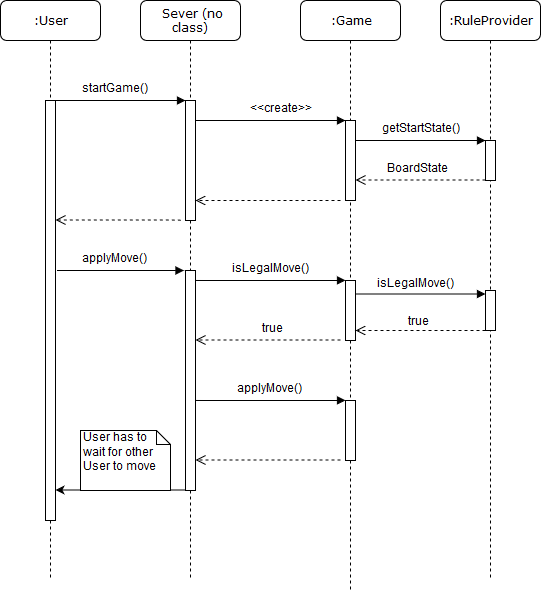 :User
Sever (no
class)
:Game
:RuleProvider
startGame()
<<create>>
getStartState()
BoardState
applyMove()
isLegalMove()
isLegalMove()
true
true
applyMove()
User has to
wait for other
User to move